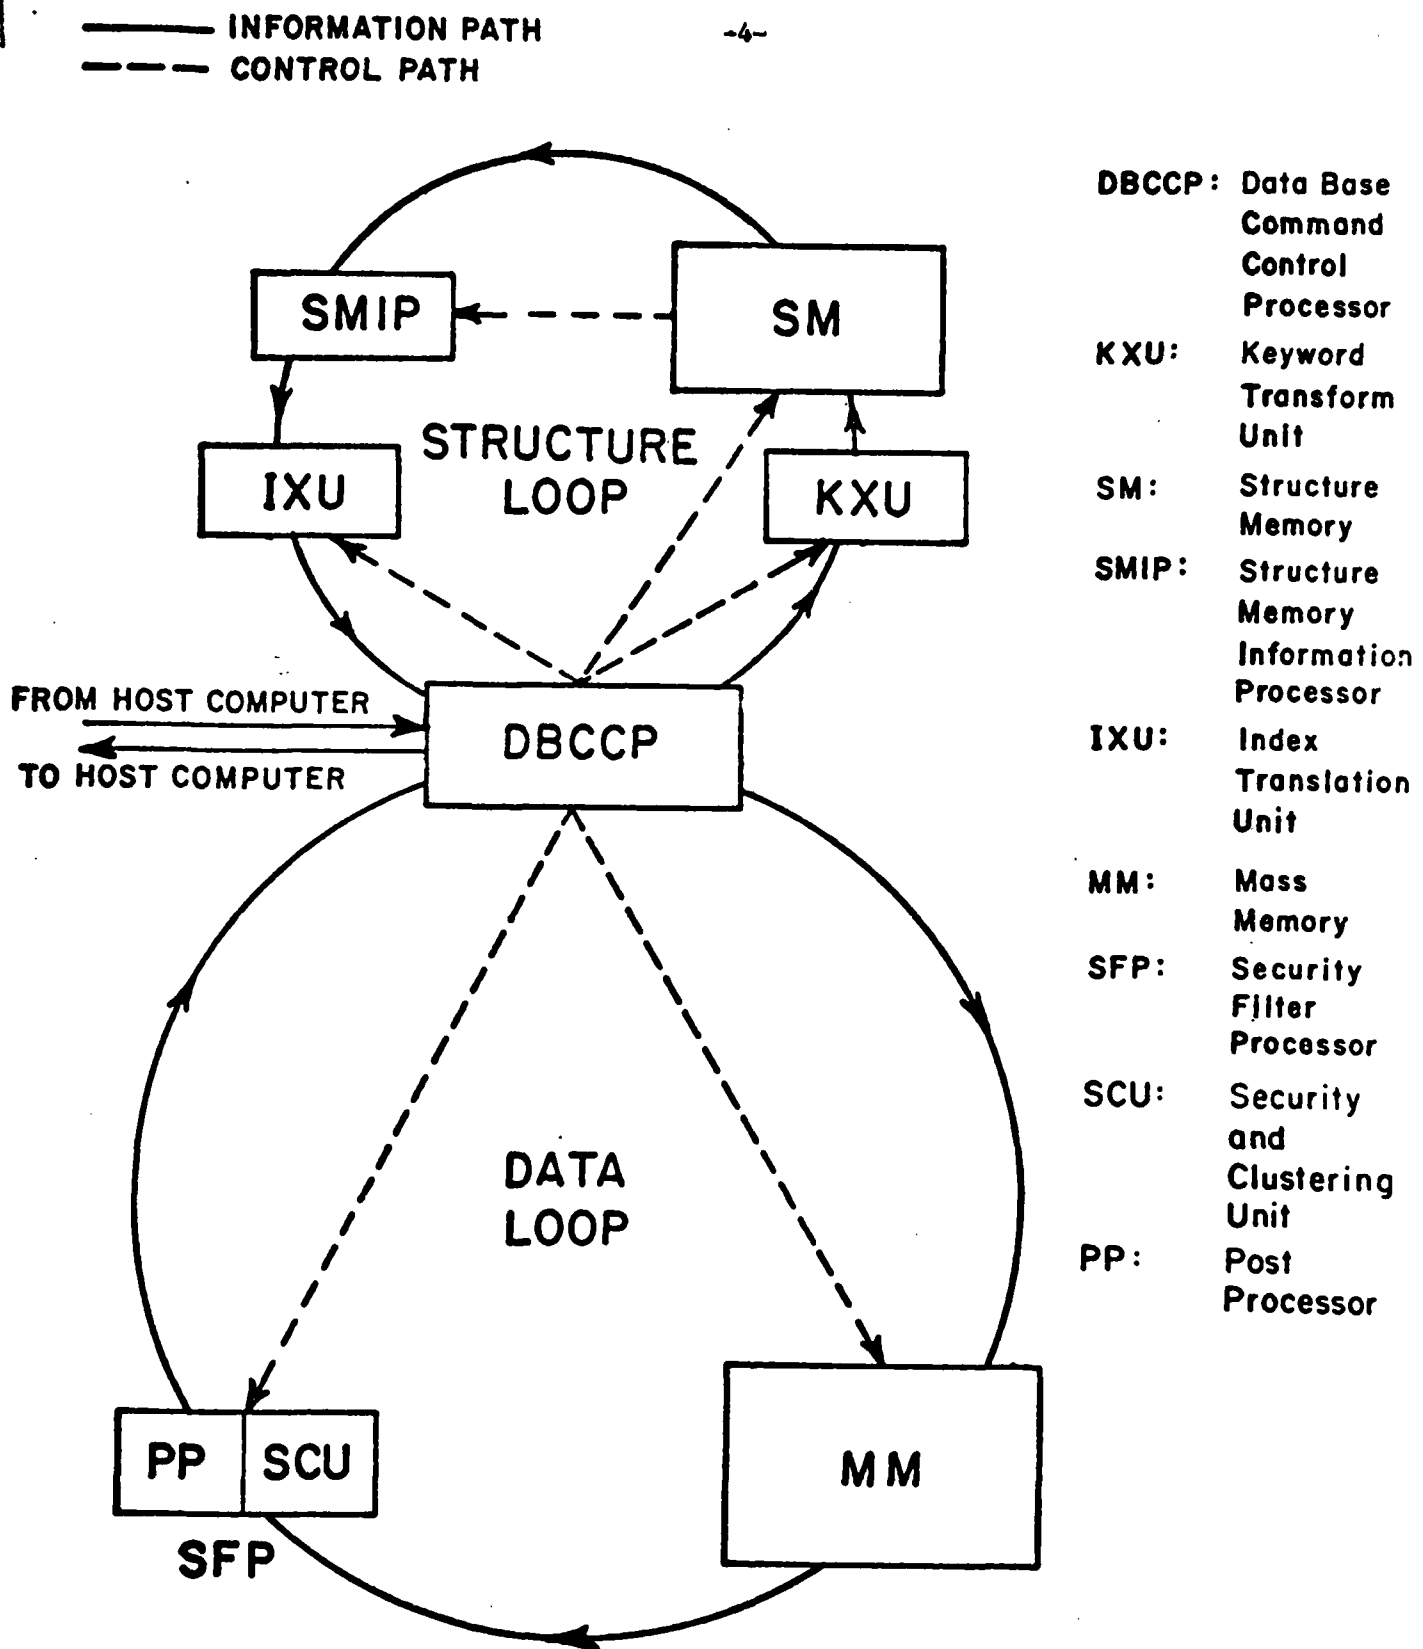 INFORMATION PATH
-4-
CONTROL PATH
SMIP
SM
STRUCTURE
LOOP
IXU
KXU
FROM HOST COMPUTER
TO HOST COMPUTER
DBCCP
DATA
LOOP
PP
SCU
SFP
MM
DBCCP: Data Base
Command
Control
Processor
KXU: Keyword
Transform
Unit
SM: Structure
Memory
SMIP: Structure
Memory
Information
Processor
IXU: Index
Translation
Unit
MM: Mass
Memory
SFP: Security
Filter
Processor
SCU: Security
and
Clustering
Unit
PP: Post
Processor